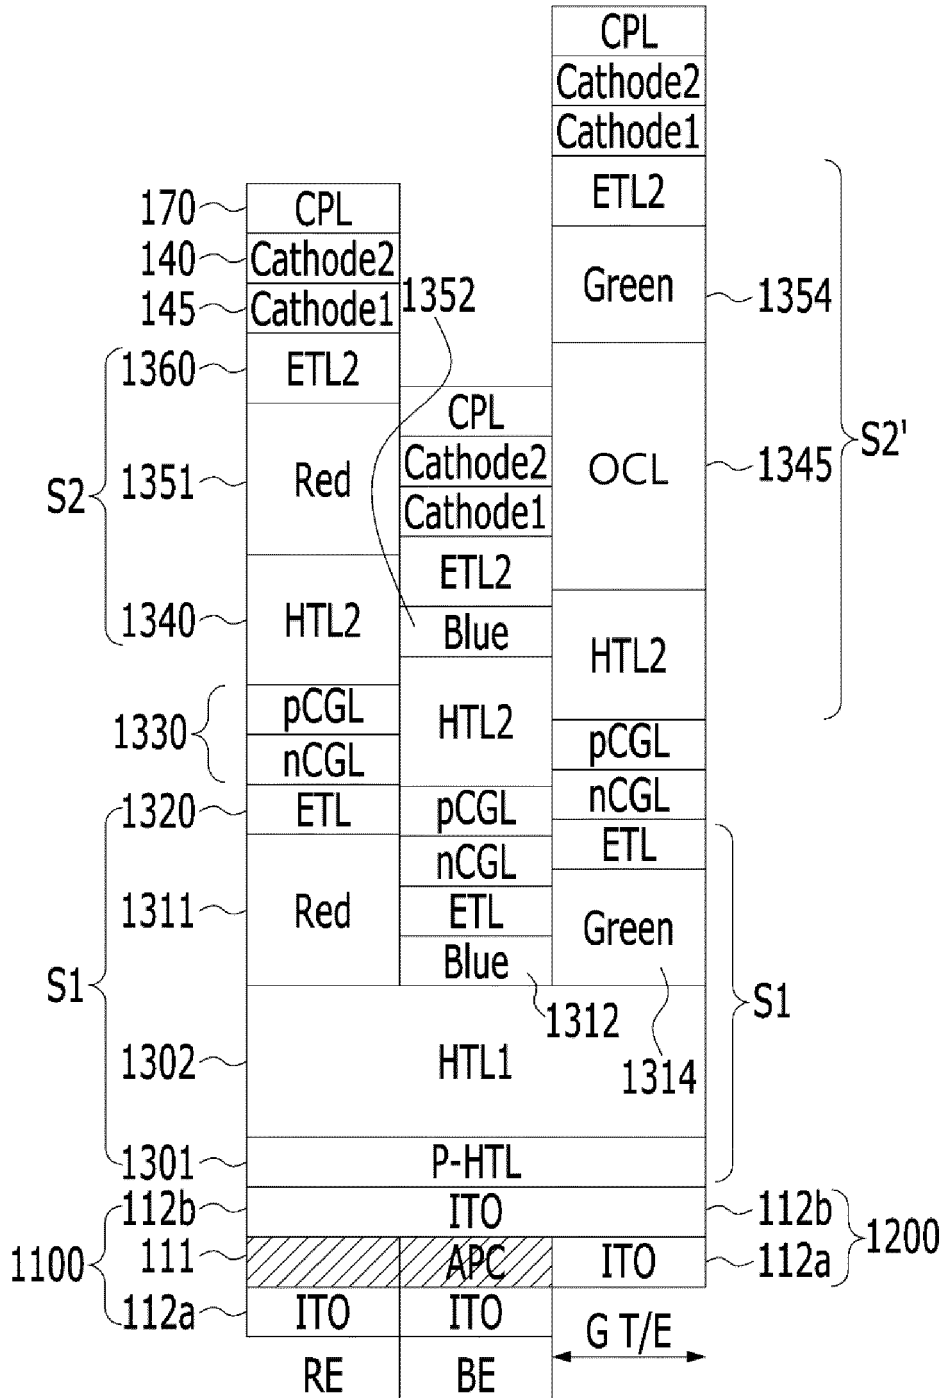 CPL
Cathode2
Cathode1
ETL2
Green
1354
OCL
1345
S2'
HTL2
pCGL
nCGL
ETL
Green
1314
S1
170
CPL
140
Cathode2
145
Cathode1
1352
1360
ETL2
S2
1351
Red
1340
HTL2
1330
pCGL
nCGL
1320
ETL
1311
Red
S1
CPL
Cathode2
Cathode1
ETL2
Blue
HTL2
pCGL
nCGL
ETL
Blue
1312
1302
HTL1
1301
P-HTL
112b
ITO
112b
1100
111
APC
ITO
112a
1200
112a
ITO
ITO
G T/E
RE
BE